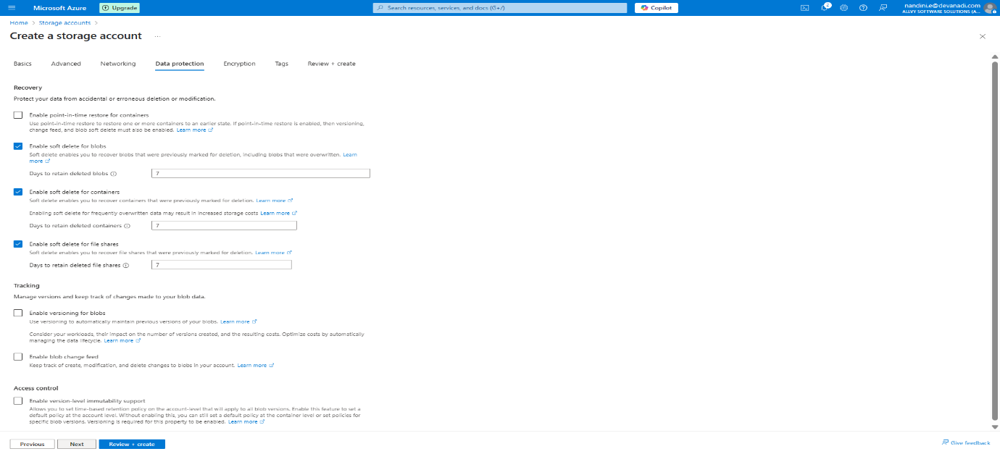 Microsoft Azure
Upgrade
Search resources, services, and docs (G+/)
Copilot
2
nandini.e@devanadi.com
ALLVY SOFTWARE SOLUTIONS (A...
Home > Storage accounts >
Create a storage account ...
Basics Advanced Networking Data protection Encryption Tags Review + create
Recovery
Protect your data from accidental or erroneous deletion or modification.
Enable point-in-time restore for containers
Use point-in-time restore to restore one or more containers to an earlier state. If point-in-time restore is enabled, then versioning,
change feed, and blob soft delete must also be enabled. Learn more
Enable soft delete for blobs
Soft delete enables you to recover blobs that were previously marked for deletion, including blobs that were overwritten. Learn
more
Days to retain deleted blobs 7
Enable soft delete for containers
Soft delete enables you to recover containers that were previously marked for deletion. Learn more
Enabling soft delete for frequently overwritten data may result in increased storage costs Learn more
Days to retain deleted containers 7
Enable soft delete for file shares
Soft delete enables you to recover file shares that were previously marked for deletion. Learn more
Days to retain deleted file shares 7
Tracking
Manage versions and keep track of changes made to your blob data.
Enable versioning for blobs
Use versioning to automatically maintain previous versions of your blobs. Learn more
Consider your workloads, their impact on the number of versions created, and the resulting costs. Optimize costs by automatically
managing the data lifecycle. Learn more
Enable blob change feed
Keep track of create, modification, and delete changes to blobs in your account. Learn more
Access control
Enable version-level immutability support
Allows you to set time-based retention policy on the account-level that will apply to all blob versions. Enable this feature to set a
default policy at the account level. Without enabling this, you can still set a default policy at the container level or set policies for
specific blob versions. Versioning is required for this property to be enabled. Learn more
Previous Next Review + create
Give feedback